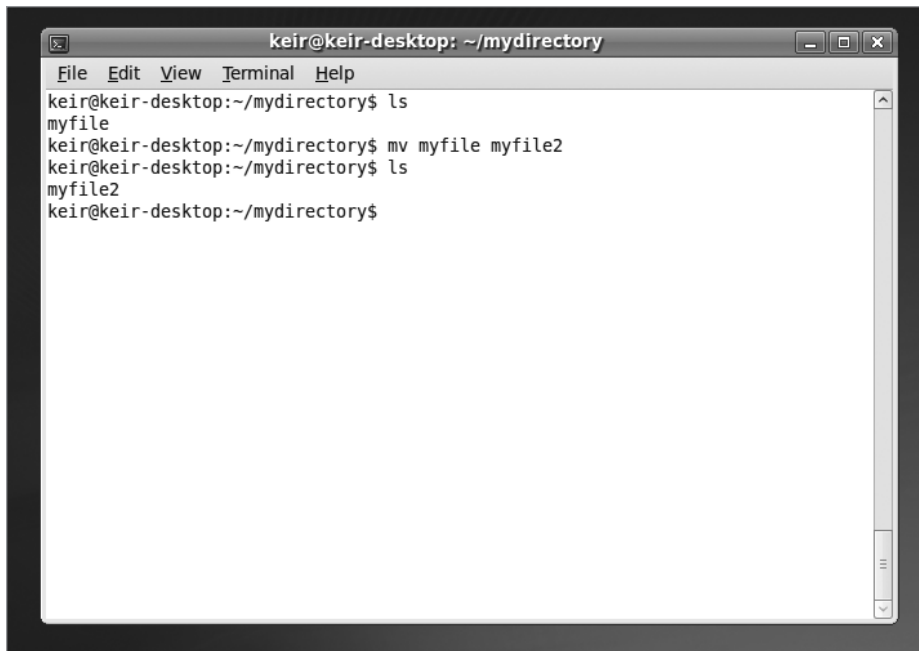 keir@keir-desktop: ~/mydirectory
File Edit View Terminal Help
keir@keir-desktop:~/mydirectory$ ls
myfile
keir@keir-desktop:~/mydirectory$ mv myfile myfile2
keir@keir-desktop:~/mydirectory$ ls
myfile2
keir@keir-desktop:~/mydirectory$